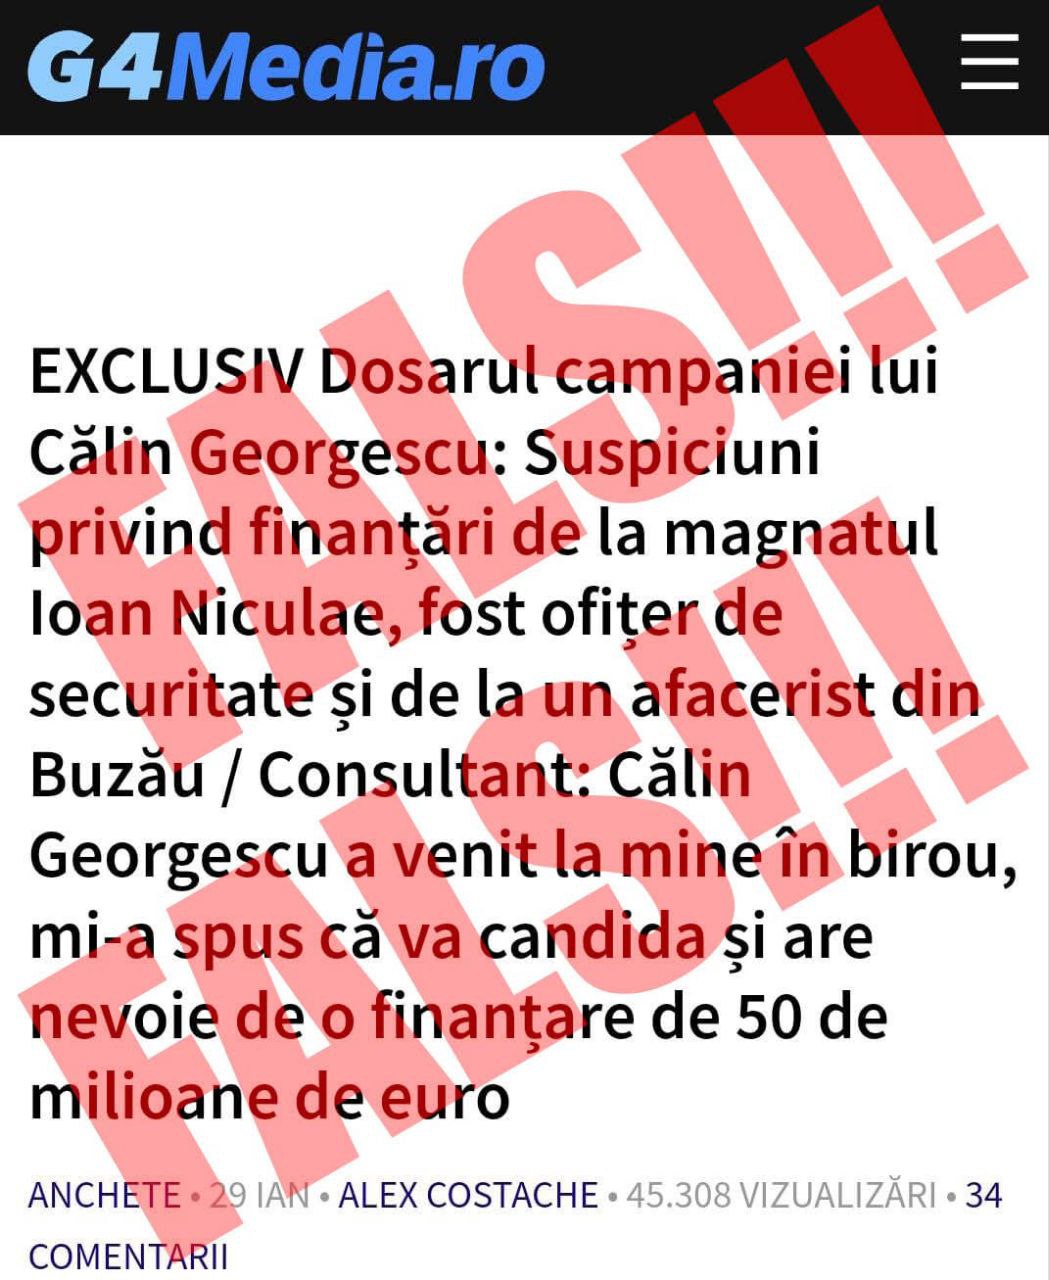 G4Media.ro
EXCLUSIV Dosarul campaniei lui
Călin Georgescu: Suspiciuni
privind finanțări de la magnatul
Ioan Niculae, fost ofițer de
securitate și de la un afacerist din
Buzău / Consultant: Călin
Georgescu a venit la mine în birou,
mi-a spus că va candida și are
nevoie de o finanțare de 50 de
milioane de euro
ANCHETE • 29 IAN • ALEX COSTACHE • 45.308 VIZUALIZĂRI • 34
COMENTARII
FALS!!!
FALS!!!